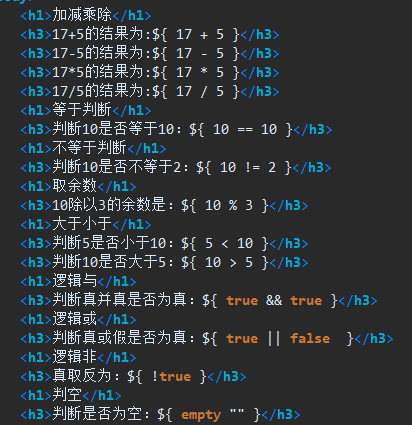 <h1>加减乘除</h1>
<h3>17+5的结果为:${ 17 + 5 }</h3>
<h3>17-5的结果为:${ 17 - 5 }</h3>
<h3>17*5的结果为:${ 17 * 5 }</h3>
<h3>17/5的结果为:${ 17 / 5 }</h3>
<h1>等于判断</h1>
<h3>判断10是否等于10：${ 10 == 10 }</h3>
<h1>不等于判断</h1>
<h3>判断10是否不等于2：${ 10 != 2 }</h3>
<h1>取余数</h1>
<h3>10除以3的余数是：${ 10 % 3 }</h3>
<h1>大于小于</h1>
<h3>判断5是否小于10：${ 5 < 10 }</h3>
<h3>判断10是否大于5：${ 10 > 5 }</h3>
<h1>逻辑与</h1>
<h3>判断真并真是否为真：${ true && true }</h3>
<h1>逻辑或</h1>
<h3>判断真或假是否为真：${ true || false  }</h3>
<h1>逻辑非</h1>
<h3>真取反为：${ !true }</h3>
<h1>判空</h1>
<h3>判断是否为空：${ empty "" }</h3>